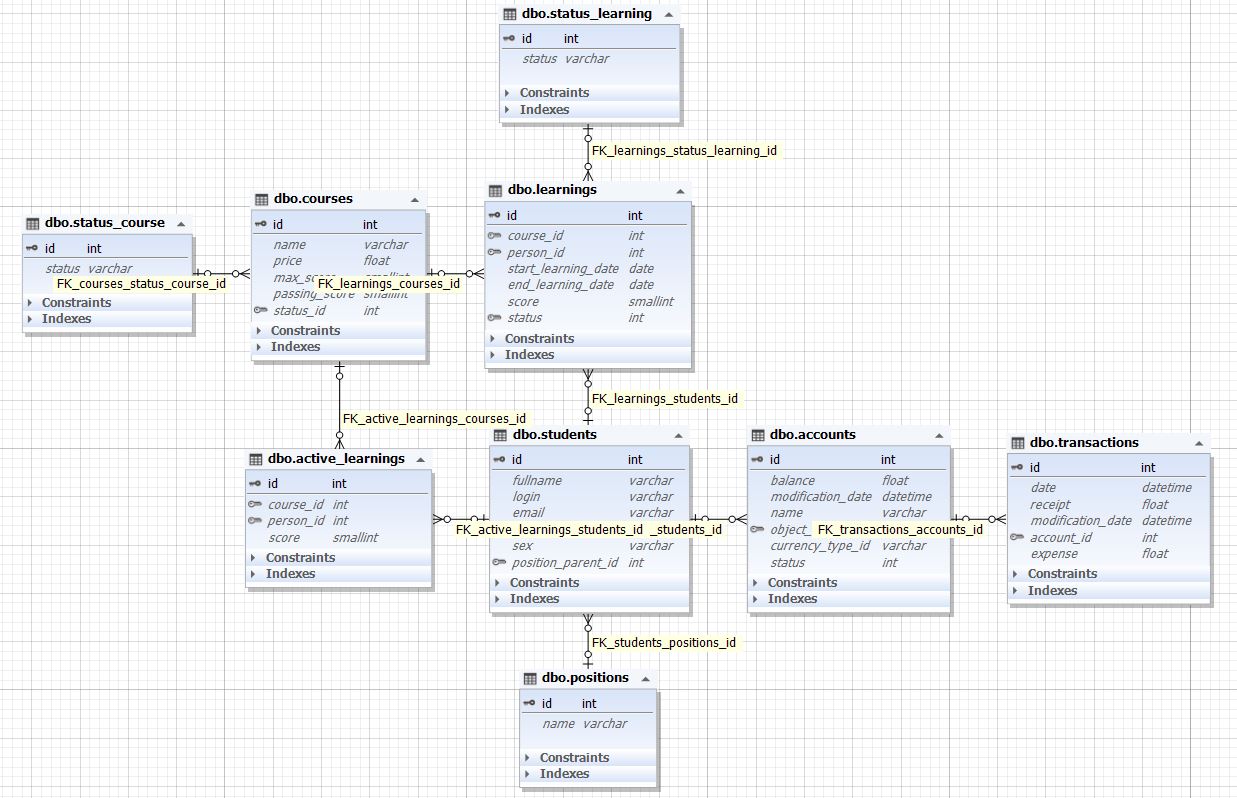 dbo.status_learning
id int
status varchar
Constraints
Indexes
FK_learnings_status_learning_id
dbo.status_course
id int
status varchar
FK_courses_status_course_id
Constraints
Indexes
dbo.courses
id int
name varchar
price float
max_score smallint
FK_learnings_courses_id
passing_score smallint
status_id int
Constraints
Indexes
dbo.learnings
id int
course_id int
person_id int
start_learning_date date
end_learning_date date
score smallint
status int
Constraints
Indexes
FK_learnings_students_id
FK_active_learnings_courses_id
dbo.active_learnings
id int
course_id int
person_id int
score smallint
Constraints
Indexes
dbo.students
id int
fullname varchar
login varchar
email varchar
FK_active_learnings_students_id
_students_id
sex varchar
position_parent_id int
Constraints
Indexes
dbo.accounts
id int
balance float
modification_date datetime
name varchar
object_
FK_transactions_accounts_id
currency_type_id varchar
status int
Constraints
Indexes
dbo.transactions
id int
date datetime
receipt float
modification_date datetime
account_id int
expense float
Constraints
Indexes
FK_students_positions_id
dbo.positions
id int
name varchar
Constraints
Indexes